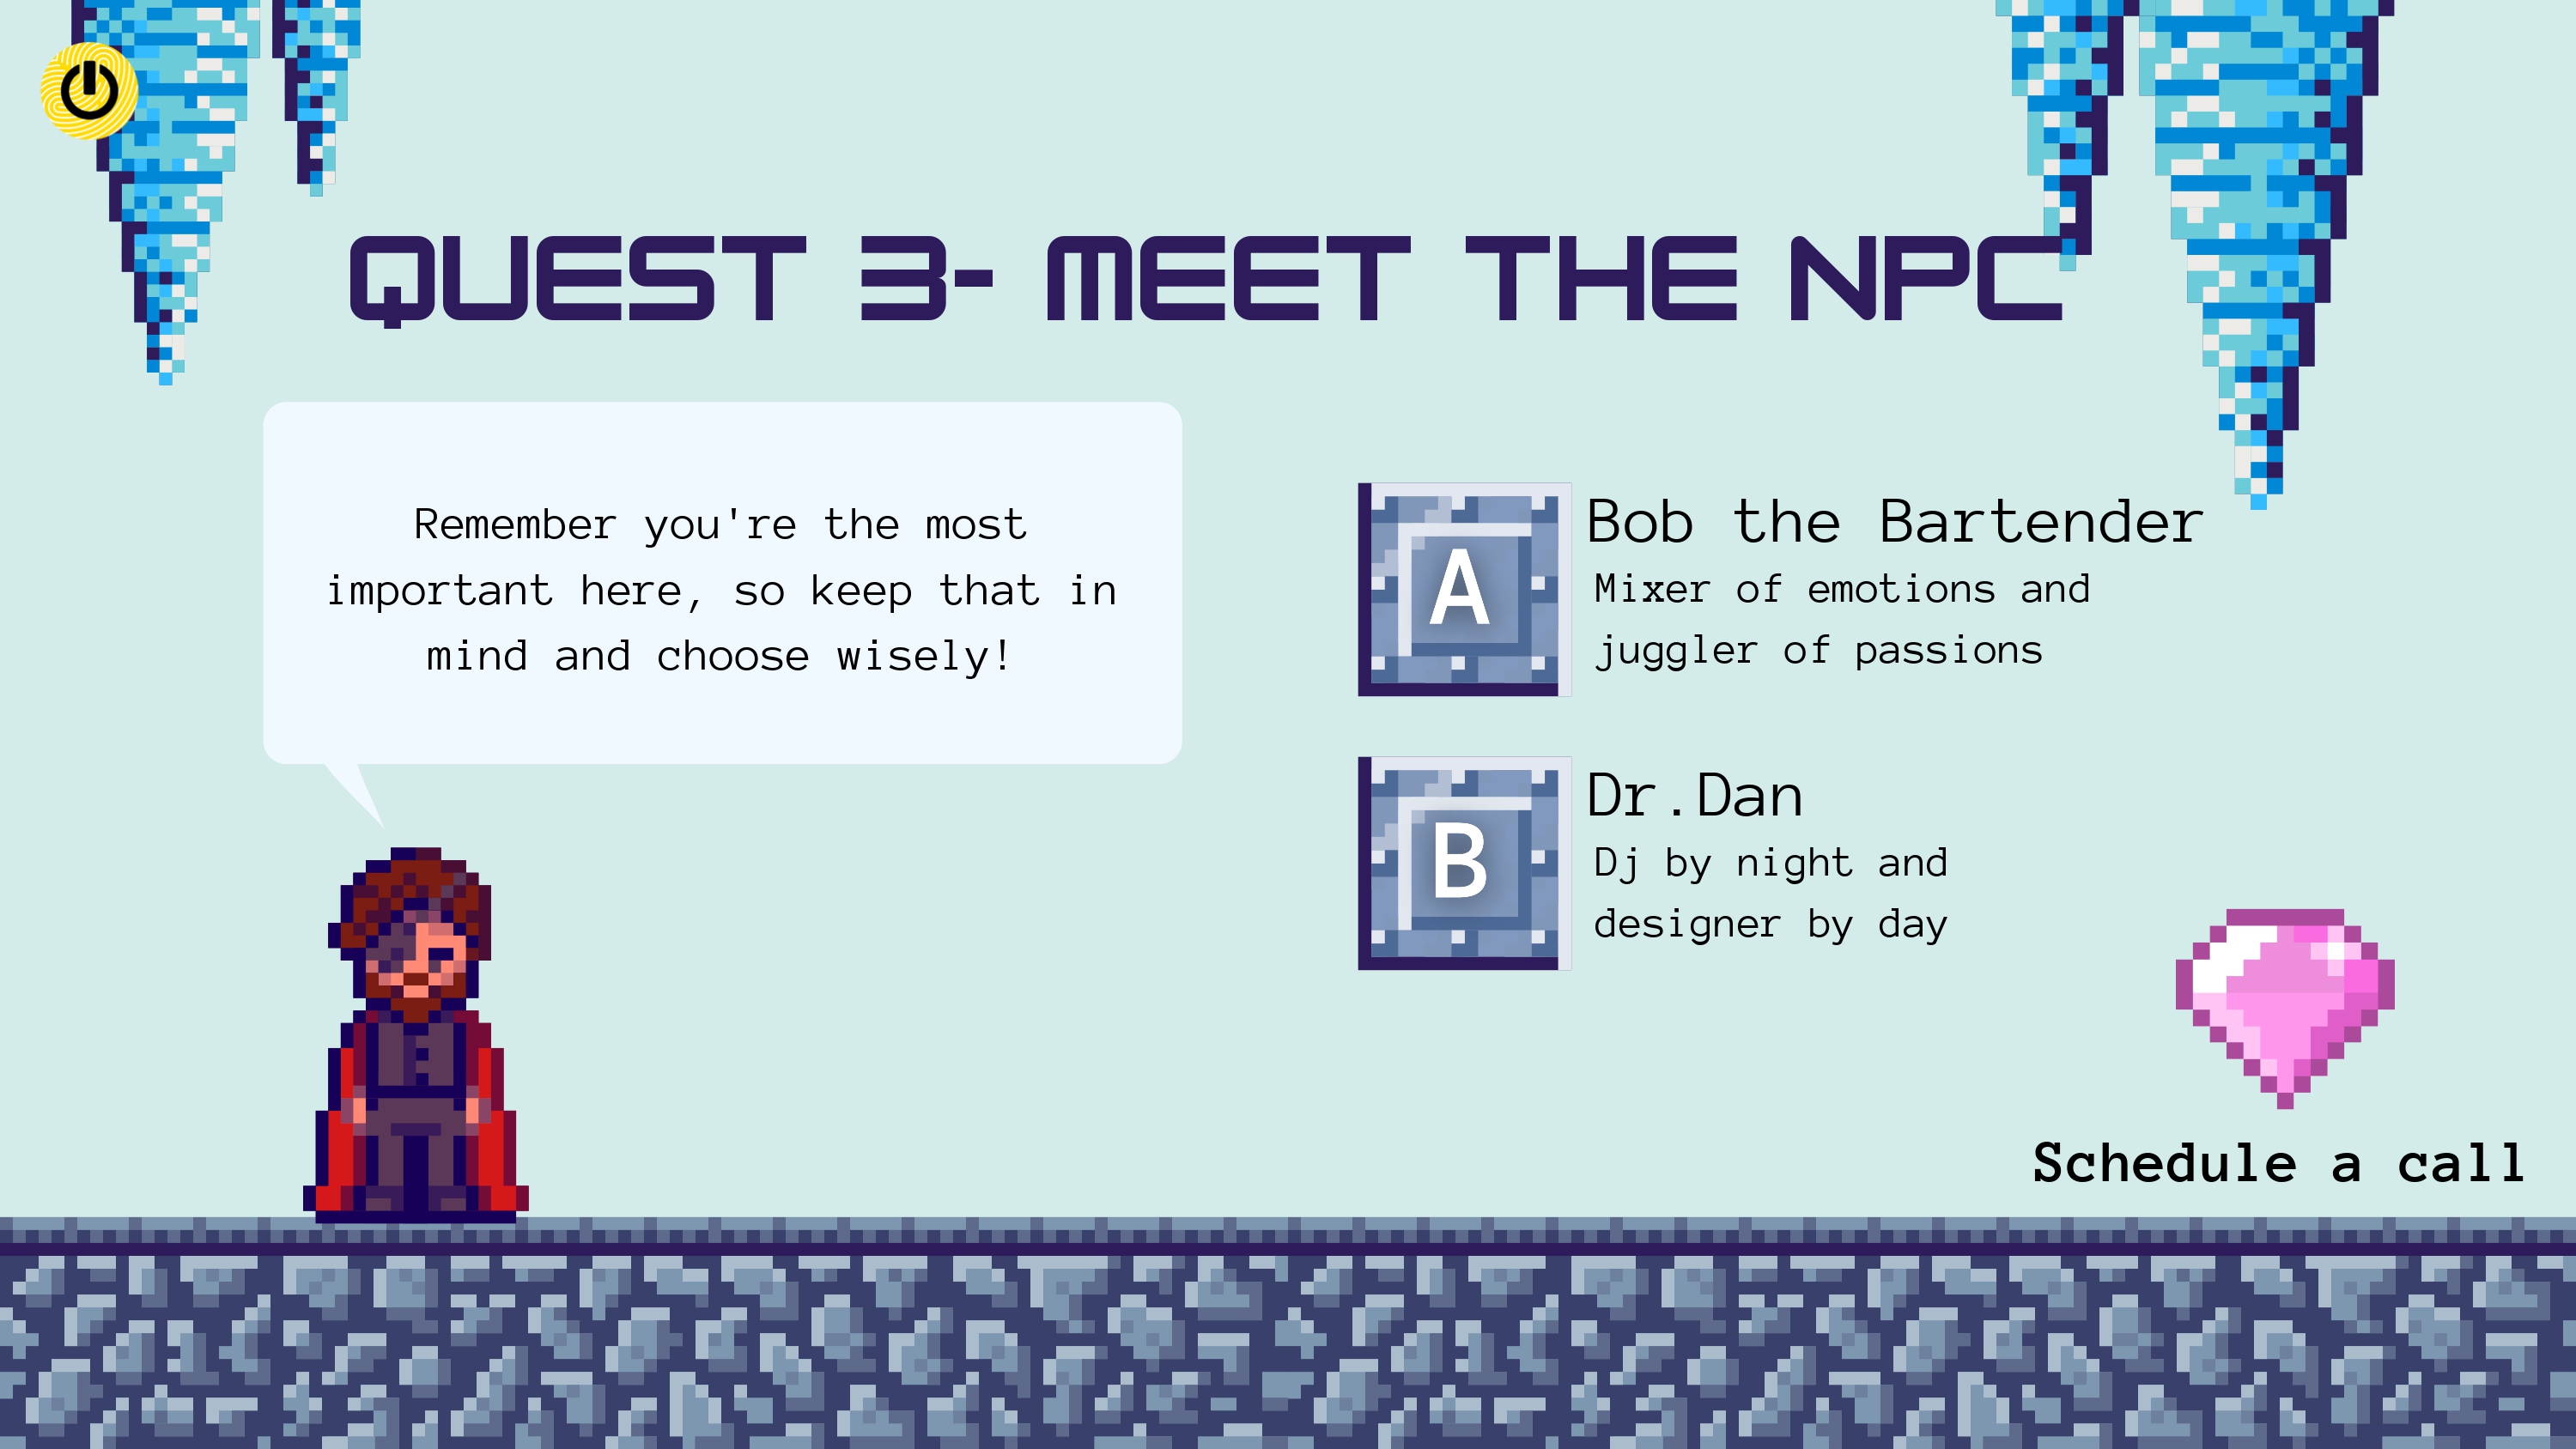 QUEST 3- MEET THE NPC
Remember you're the most
important here, so keep that in
mind and choose wisely!
A
Bob the Bartender
Mixer of emotions and
juggler of passions
B
Dr.Dan
Dj by night and
designer by day
Schedule a call